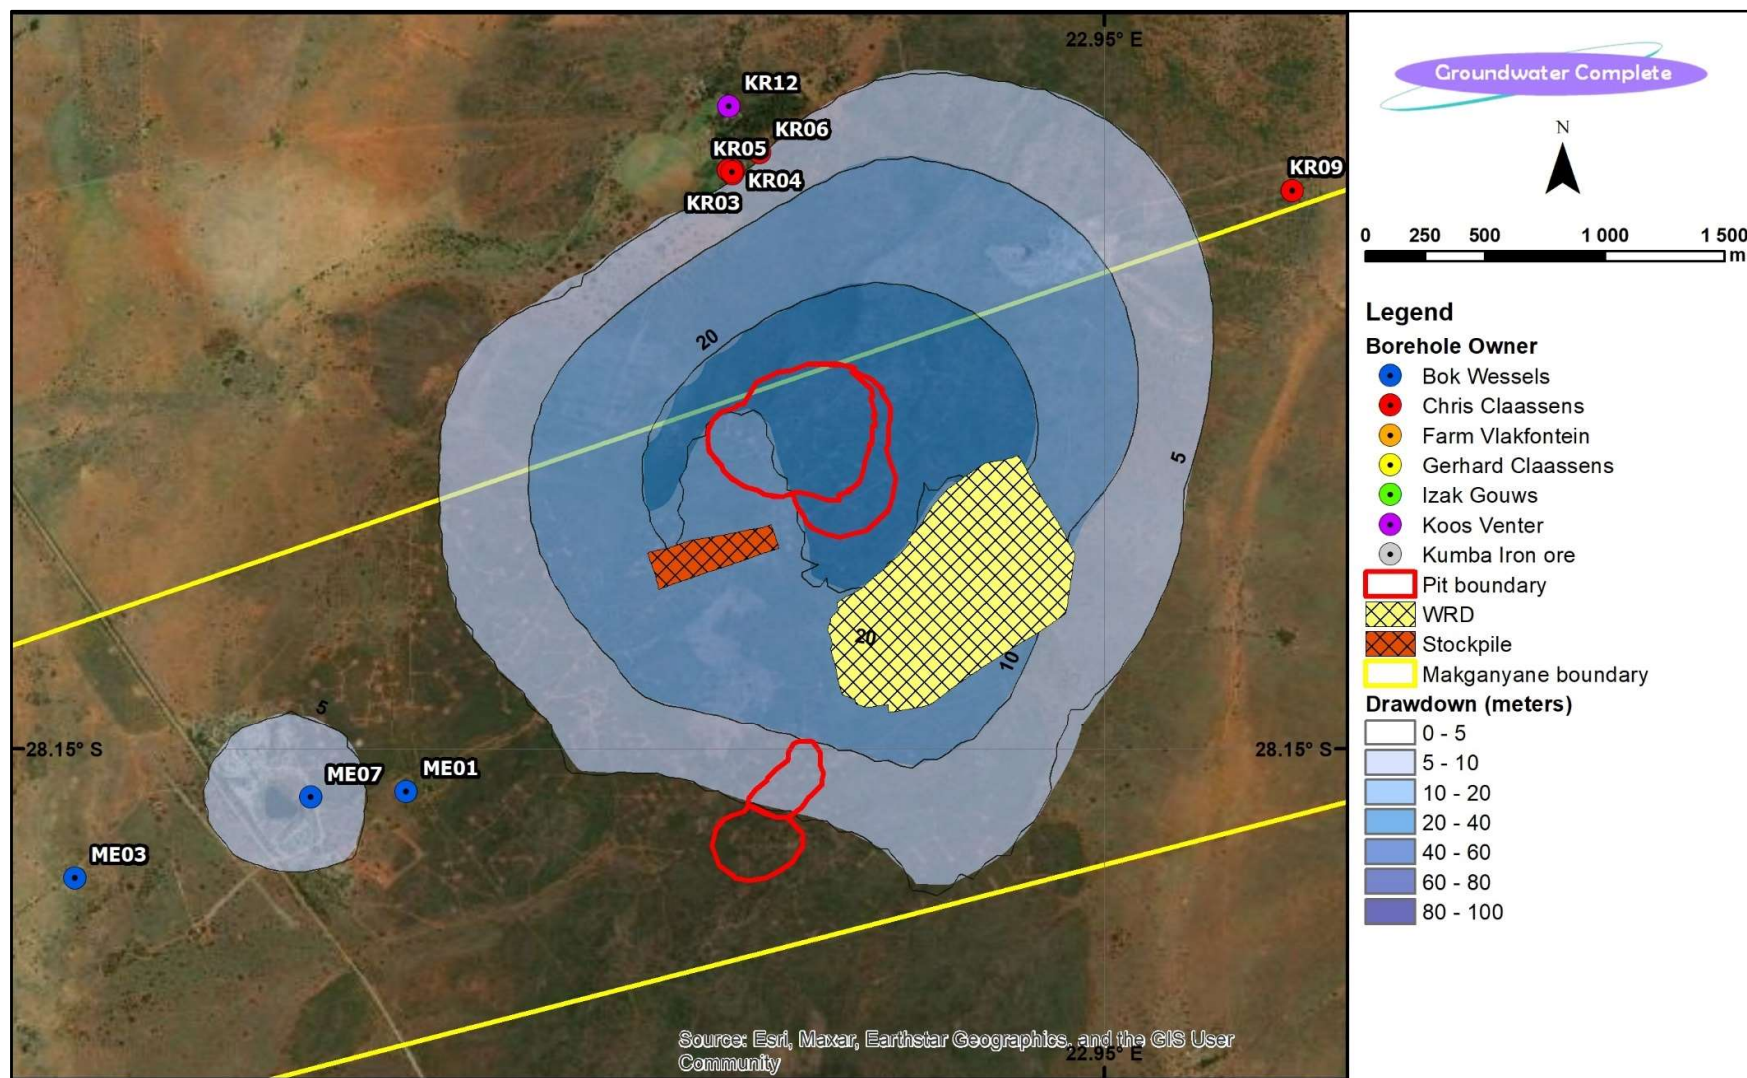 22.95° E
KR12
KR06
KR05
KR04
KR03
KR09
20
5
20
10
5
28.15° S
28.15° S
ME07
ME01
ME03
Source: Esri, Maxar, Earthstar Geographics, and the GIS User
Community
22.95° E
Groundwater Complete
N
0 250 500 1 000 1 500
m
Legend
Borehole Owner
Bok Wessels
Chris Claassens
Farm Vlakfontein
Gerhard Claassens
Izak Gouws
Koos Venter
Kumba Iron ore
Pit boundary
WRD
Stockpile
Makganyane boundary
Drawdown (meters)
0 - 5
5 - 10
10 - 20
20 - 40
40 - 60
60 - 80
80 - 100